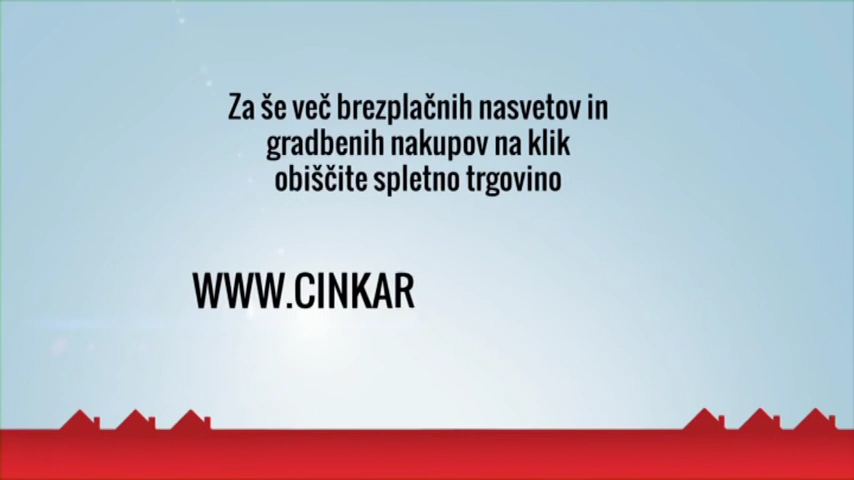 Za še več brezplačnih nasvetov in
gradbenih nakupov na klik
obiščite spletno trgovino
WWW.CINKAR